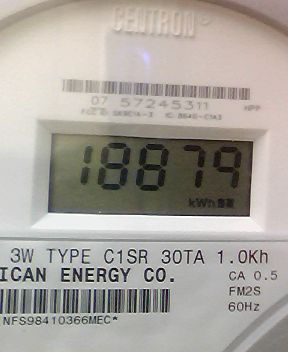 CENTRON
07 57245311 HPP
18879
kWh
3W TYPE C1SR 30TA 1.0Kh
ICAN ENERGY CO. CA 0.5
FM2S
NFS98410366MEC* 60Hz